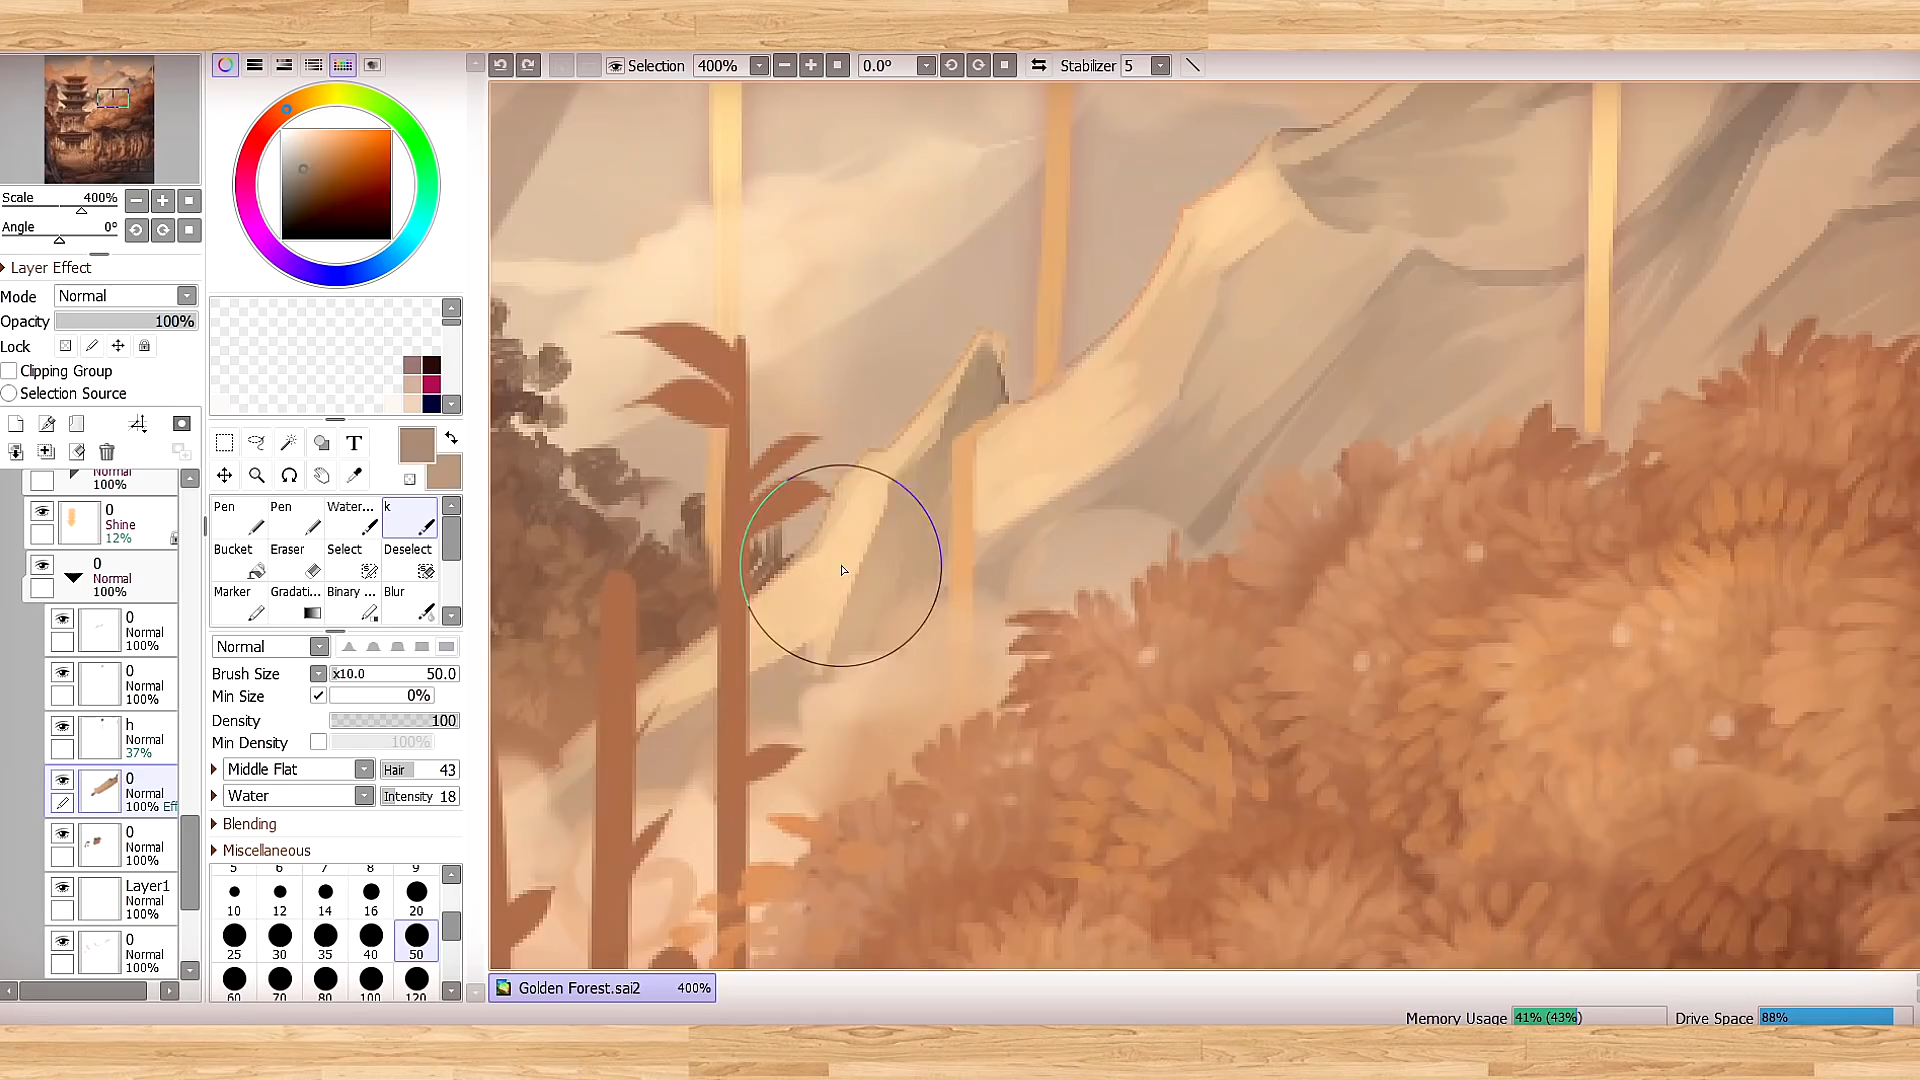 Selection 400% 0.0° Stabilizer 5
Scale 400%
Angle 0°
Layer Effect
Mode Normal
Opacity 100%
Lock
Clipping Group
Selection Source
Normal
100%
0
Shine
12%
0
Normal
100%
0
Normal
100%
0
Normal
100%
h
Normal
37%
0
Normal
100% Eff
0
Normal
100%
Layer1
Normal
100%
0
Normal
100%
T
Pen Pen Water... k
Bucket Eraser Select Deselect
Marker Gradati... Binary ... Blur
Normal
Brush Size x10.0 50.0
Min Size 0%
Density 100
Min Density 100%
Middle Flat Hair 43
Water Intensity 18
Blending
Miscellaneous
5 6 7 8 9
10 12 14 16 20
25 30 35 40 50
60 70 80 100 120
Golden Forest.sai2 400%
Memory Usage 41% (43%) Drive Space 88%